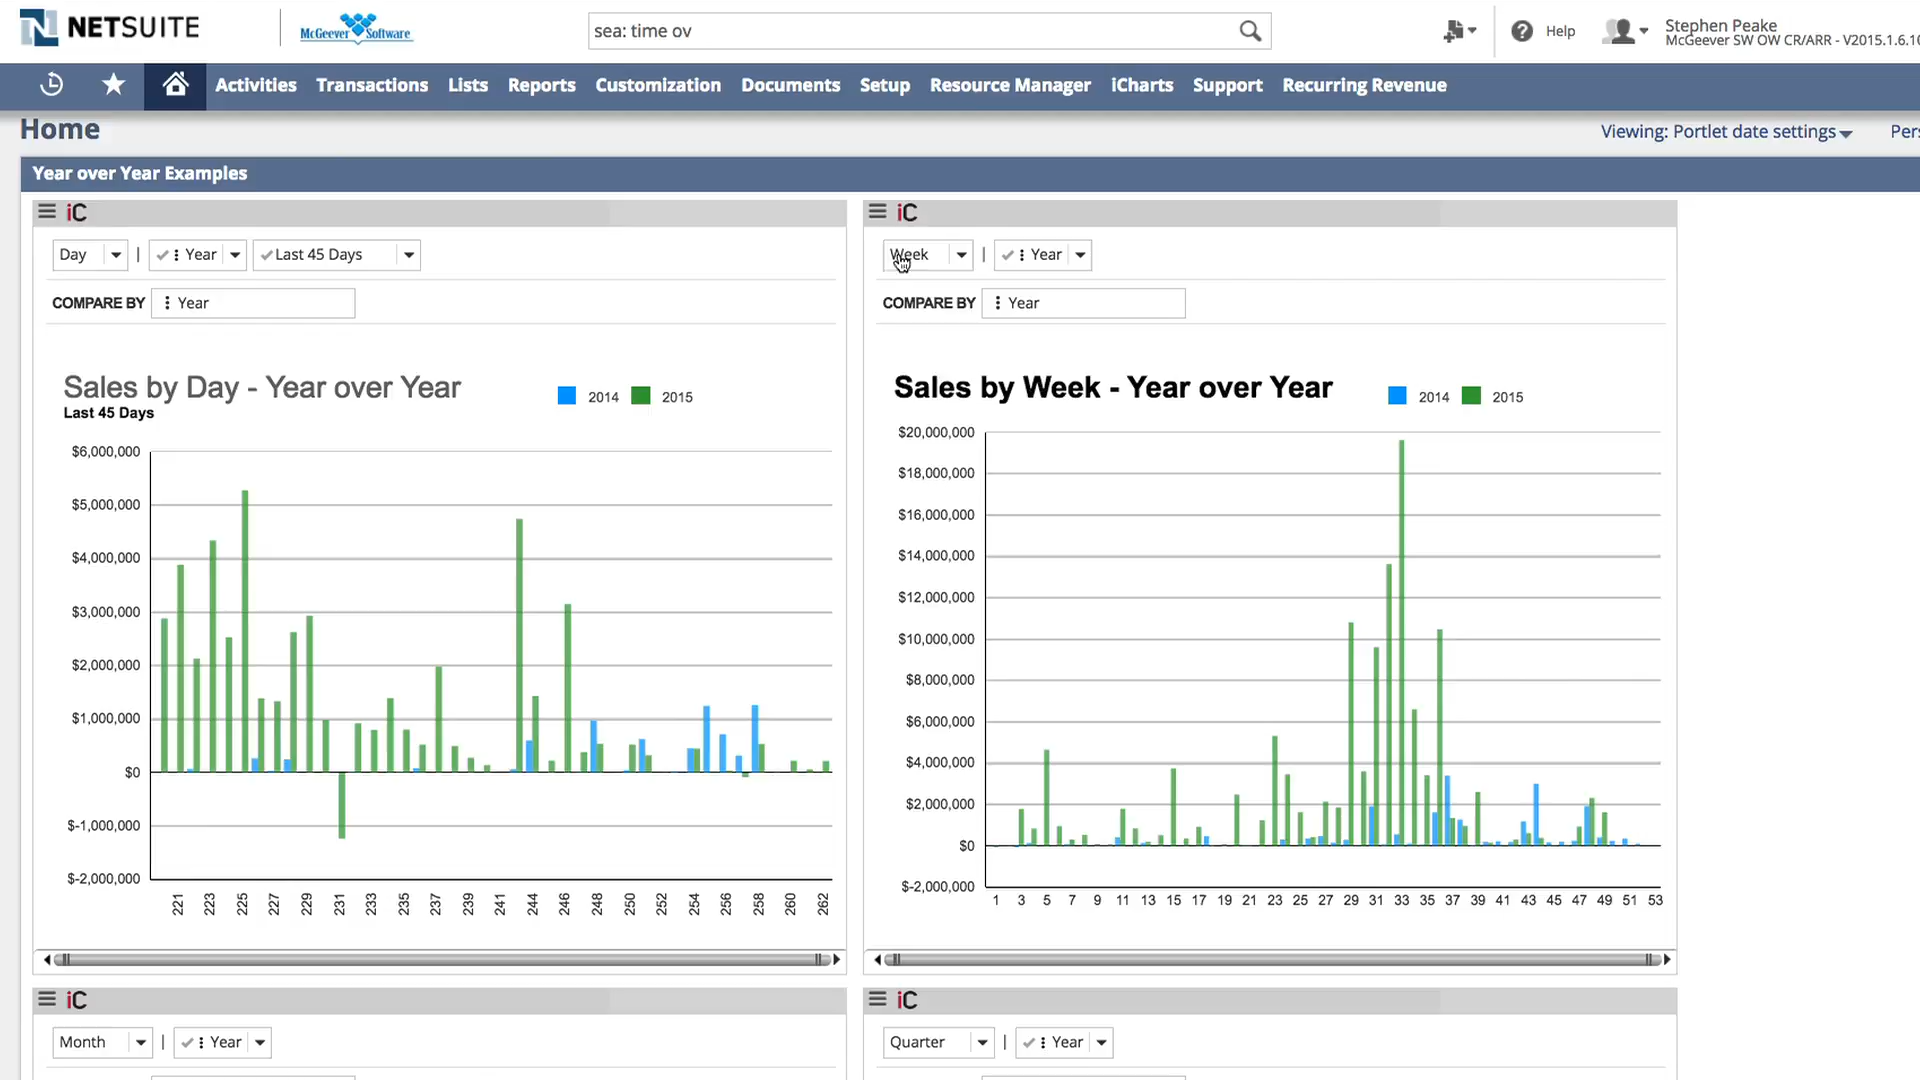 NETSUITE
McGeever Software
sea: time ov
Help
Stephen Peake
McGeever SW OW CR/ARR - V2015.1.6.10
Activities Transactions Lists Reports Customization Documents Setup Resource Manager iCharts Support Recurring Revenue
Home
Viewing: Portlet date settings
Pers
Year over Year Examples
iC
Day | Year Last 45 Days
COMPARE BY Year
Sales by Day - Year over Year
Last 45 Days
2014 2015
$6,000,000
$5,000,000
$4,000,000
$3,000,000
$2,000,000
$1,000,000
$0
$-1,000,000
$-2,000,000
221 223 225 227 229 231 233 235 237 239 241 244 246 248 250 252 254 256 258 260 262
iC
Week | Year
COMPARE BY Year
Sales by Week - Year over Year
2014 2015
$20,000,000
$18,000,000
$16,000,000
$14,000,000
$12,000,000
$10,000,000
$8,000,000
$6,000,000
$4,000,000
$2,000,000
$0
$-2,000,000
1 3 5 7 9 11 13 15 17 19 21 23 25 27 29 31 33 35 37 39 41 43 45 47 49 51 53
iC
Month | Year
iC
Quarter | Year